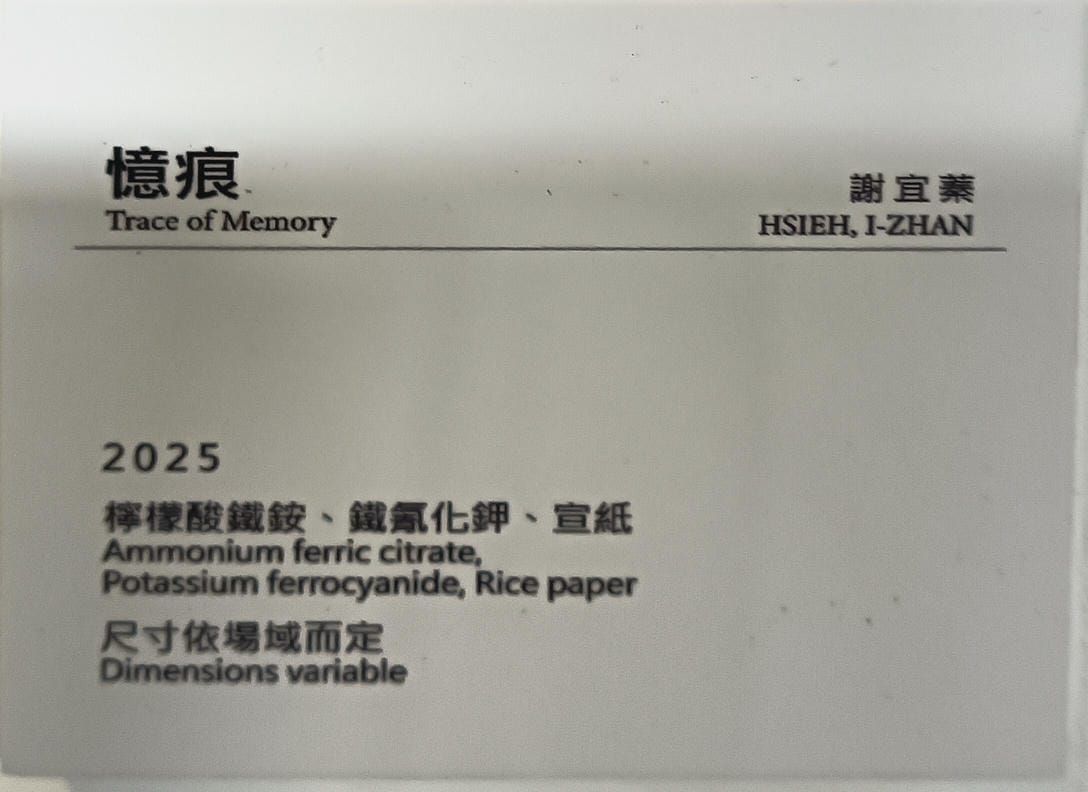 憶痕
Trace of Memory
謝宜蓁
HSIEH, I-ZHAN
2025
檸檬酸鐵銨、鐵氰化鉀、宣紙
Ammonium ferric citrate,
Potassium ferrocyanide, Rice paper
尺寸依場域而定
Dimensions variable